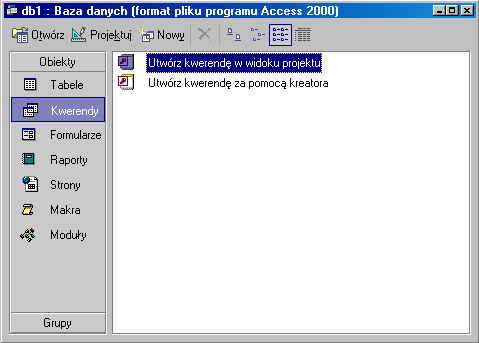 db1 : Baza danych (format pliku programu Access 2000)
Otwórz Projektuj Nowy
Obiekty
Tabele
Kwerendy
Formularze
Raporty
Strony
Makra
Moduły
Grupy
Utwórz kwerendę w widoku projektu
Utwórz kwerendę za pomocą kreatora